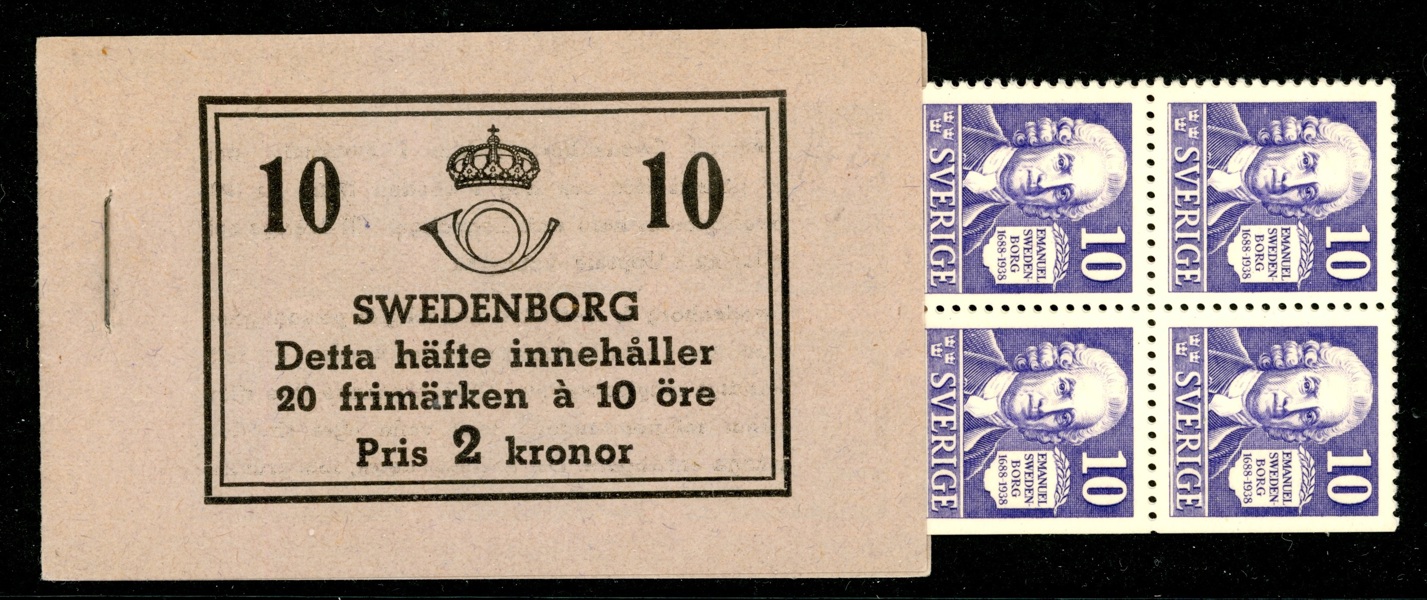 10 10
SWEDENBORG
Detta häfte innehåller
20 frimärken à 10 öre
Pris 2 kronor
SVERIGE
EMANUEL
SWEDEN-
BORG
1688-1938
10
SVERIGE
EMANUEL
SWEDEN-
BORG
1688-1938
10
SVERIGE
EMANUEL
SWEDEN-
BORG
1688-1938
10
SVERIGE
EMANUEL
SWEDEN-
BORG
1688-1938
10